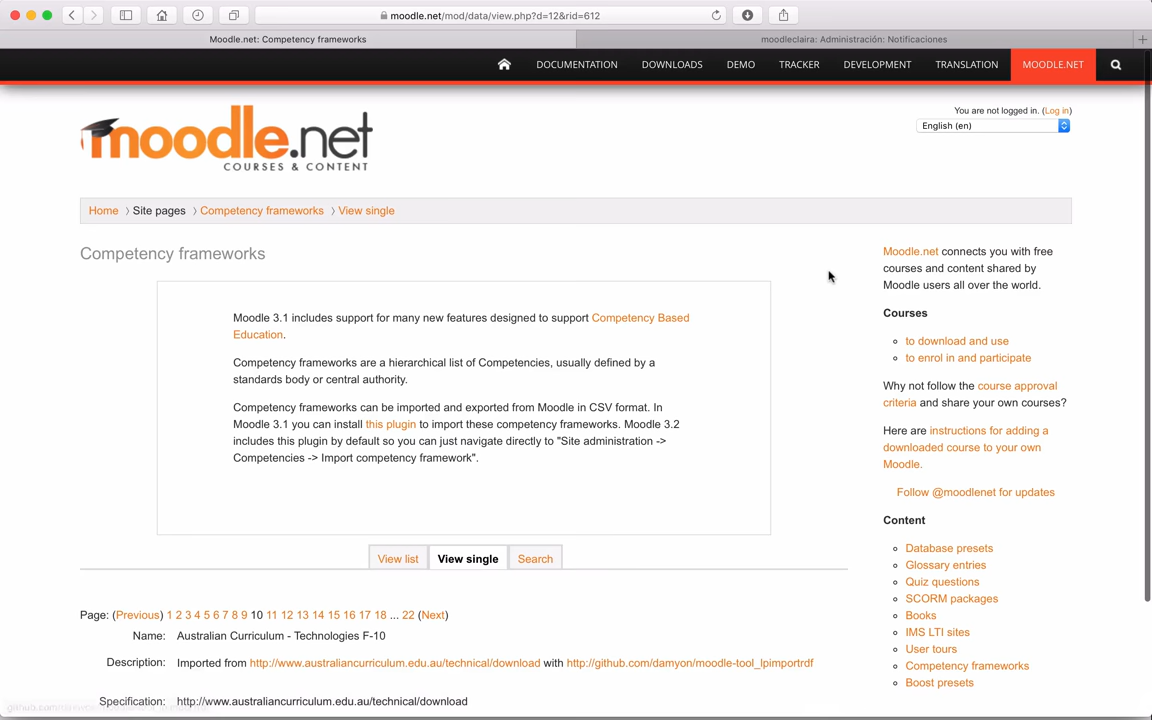 moodle.net/mod/data/view.php?d=12&rid=612
Moodle.net: Competency frameworks
moodleclaira: Administración: Notificaciones
DOCUMENTATION DOWNLOADS DEMO TRACKER DEVELOPMENT TRANSLATION MOODLE.NET
You are not logged in. (Log in)
English (en)
moodle.net
COURSES & CONTENT
Home 〉Site pages 〉Competency frameworks 〉View single
Competency frameworks
Moodle 3.1 includes support for many new features designed to support Competency Based
Education.
Competency frameworks are a hierarchical list of Competencies, usually defined by a
standards body or central authority.
Competency frameworks can be imported and exported from Moodle in CSV format. In
Moodle 3.1 you can install this plugin to import these competency frameworks. Moodle 3.2
includes this plugin by default so you can just navigate directly to "Site administration ->
Competencies -> Import competency framework".
View list View single Search
Page: (Previous) 1 2 3 4 5 6 7 8 9 10 11 12 13 14 15 16 17 18 ... 22 (Next)
Name: Australian Curriculum - Technologies F-10
Description: Imported from http://www.australiancurriculum.edu.au/technical/download with http://github.com/damyon/moodle-tool_lpimportrdf
Specification: http://www.australiancurriculum.edu.au/technical/download
Moodle.net connects you with free
courses and content shared by
Moodle users all over the world.
Courses
to download and use
to enrol in and participate
Why not follow the course approval
criteria and share your own courses?
Here are instructions for adding a
downloaded course to your own
Moodle.
Follow @moodlenet for updates
Content
Database presets
Glossary entries
Quiz questions
SCORM packages
Books
IMS LTI sites
User tours
Competency frameworks
Boost presets